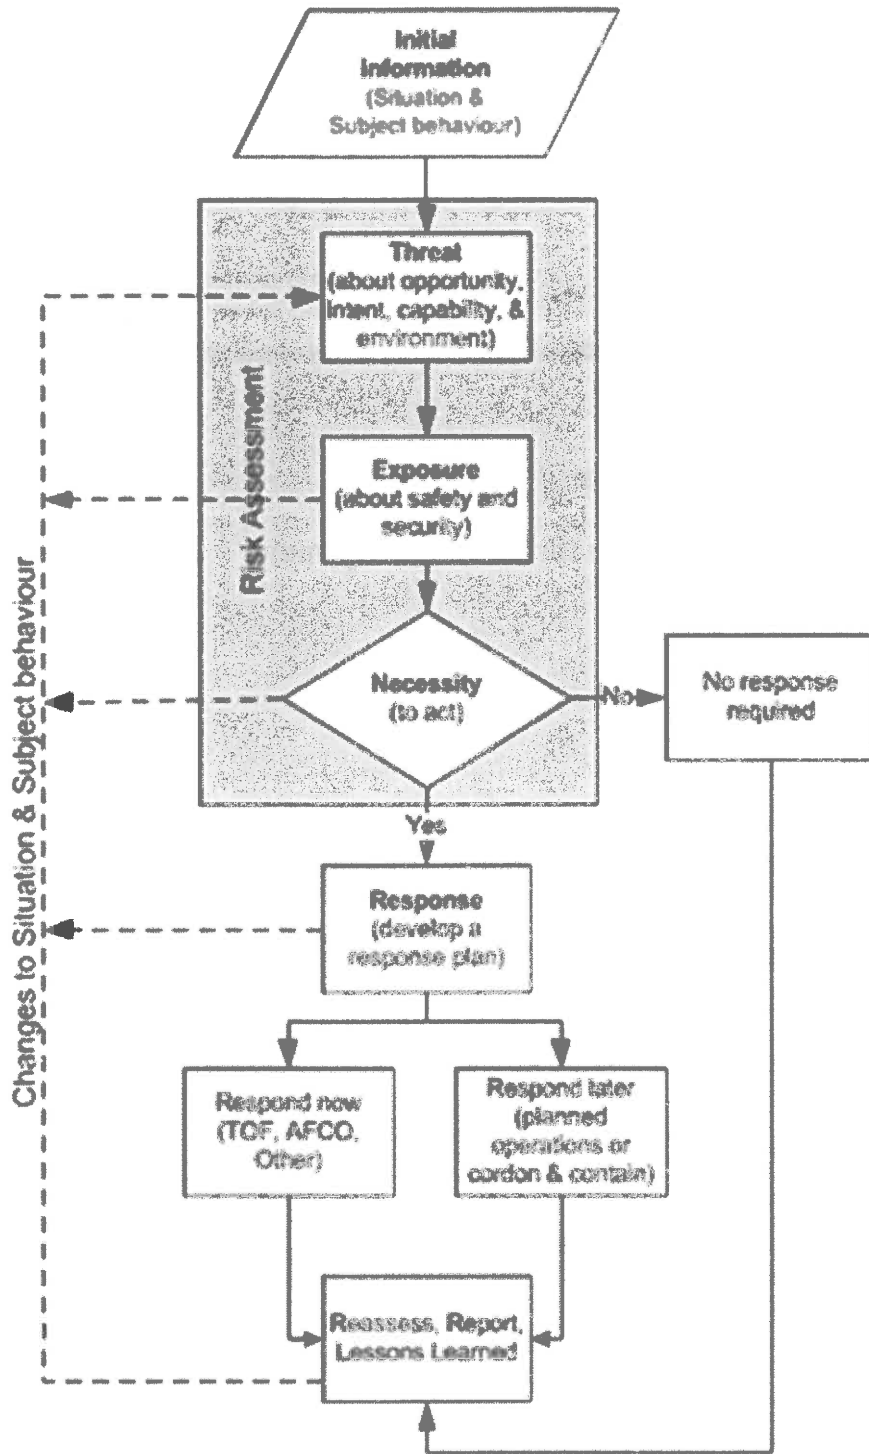 Initial
Information
(Situation &
Subject behaviour)
Threat
(about opportunity,
intent, capability, &
environment)
Risk Assessment
Exposure
(about safety and
security)
Necessity
(to act)
No
No response
required
Yes
Changes to Situation & Subject behaviour
Response
(develop a
response plan)
Respond now
(TOF, AFCO,
Other)
Respond later
(planned
operations or
cordon & contain)
Reassess, Report,
Lessons Learned